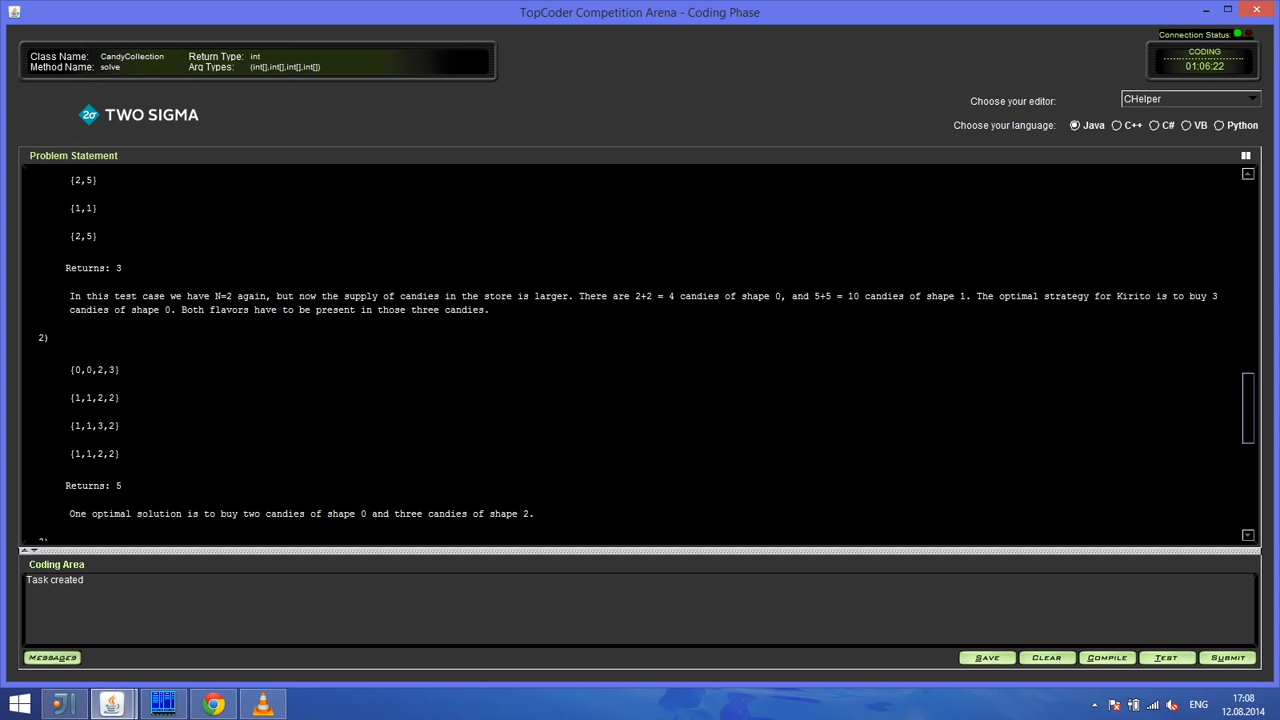 TopCoder Competition Arena - Coding Phase
Class Name: CandyCollection Return Type: int
Method Name: solve Arg Types: (int[],int[],int[],int[])
Connection Status:
CODING
01:06:22
2σ TWO SIGMA
Choose your editor: CHelper
Choose your language: Java C++ C# VB Python
Problem Statement
{2,5}
{1,1}
{2,5}
Returns: 3
In this test case we have N=2 again, but now the supply of candies in the store is larger. There are 2+2 = 4 candies of shape 0, and 5+5 = 10 candies of shape 1. The optimal strategy for Kirito is to buy 3
candies of shape 0. Both flavors have to be present in those three candies.
2)
{0,0,2,3}
{1,1,2,2}
{1,1,3,2}
{1,1,2,2}
Returns: 5
One optimal solution is to buy two candies of shape 0 and three candies of shape 2.
Coding Area
Task created
MESSAGES SAVE CLEAR COMPILE TEST SUBMIT
ENG
17:08
12.08.2014